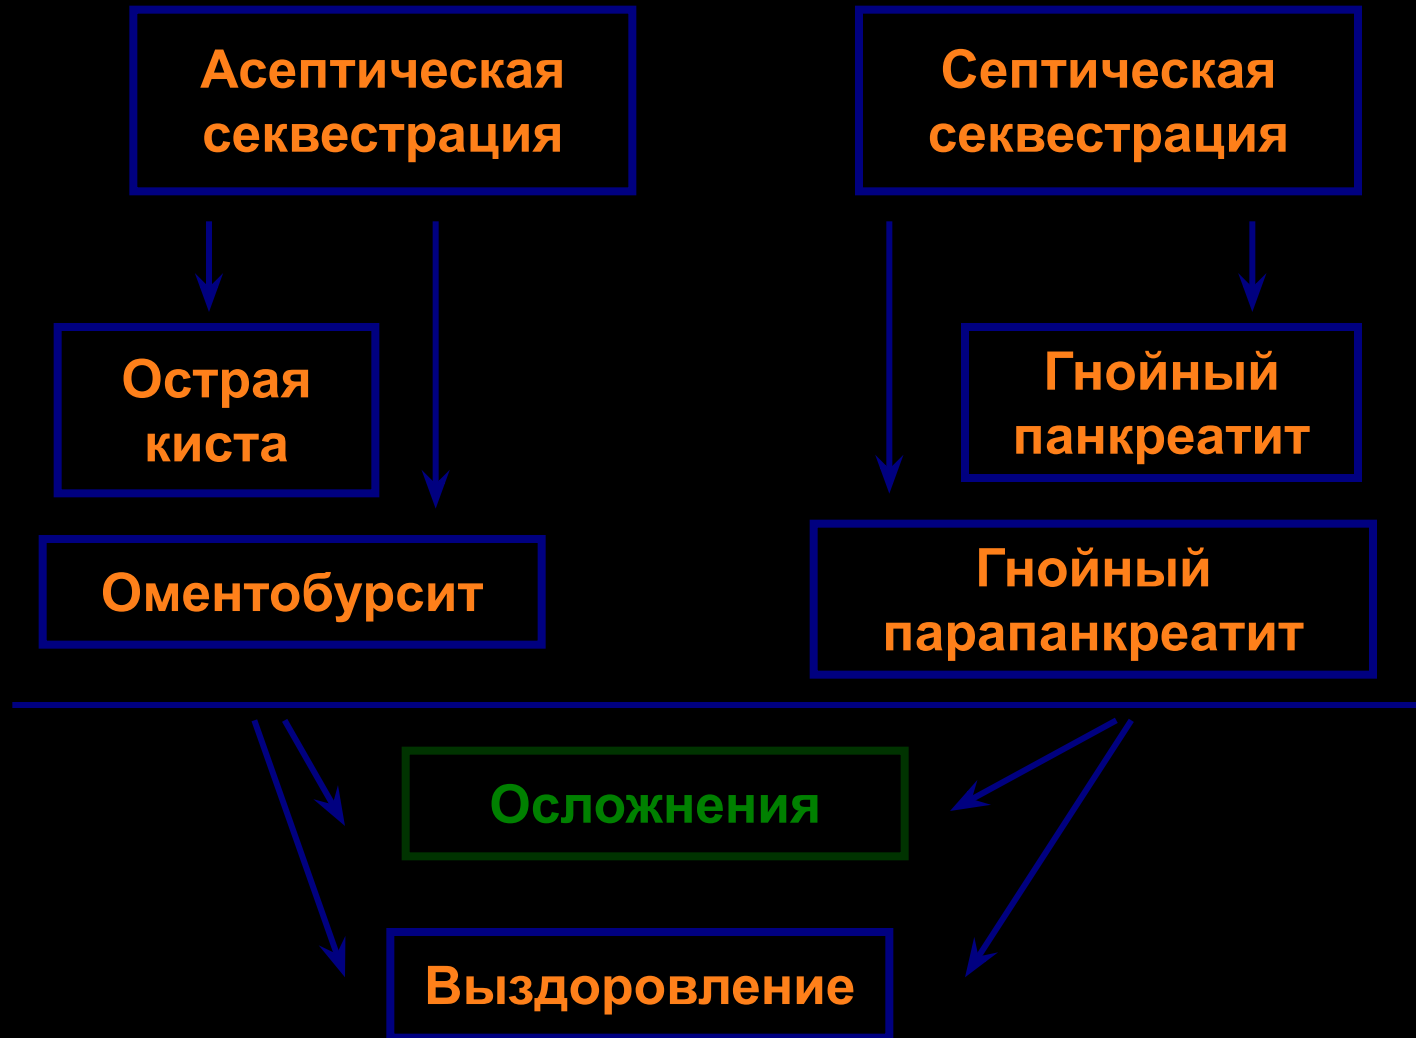 Асептическая
секвестрация
Септическая
секвестрация
Острая
киста
Гнойный
панкреатит
Оментобурсит
Гнойный
парапанкреатит
Осложнения
Выздоровление